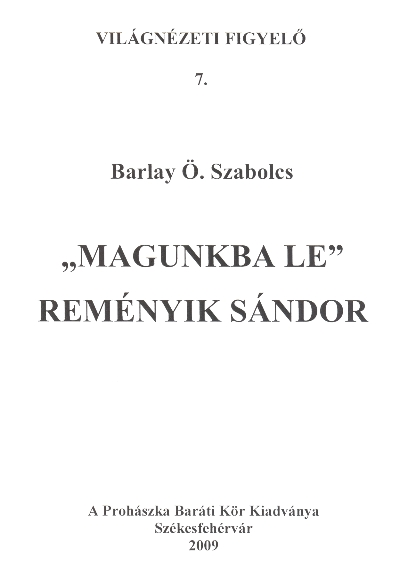 VILÁGNÉZETI FIGYELŐ
7.
Barlay Ö. Szabolcs
„MAGUNKBA LE”
REMÉNYIK SÁNDOR
A Prohászka Baráti Kör Kiadványa
Székesfehérvár
2009